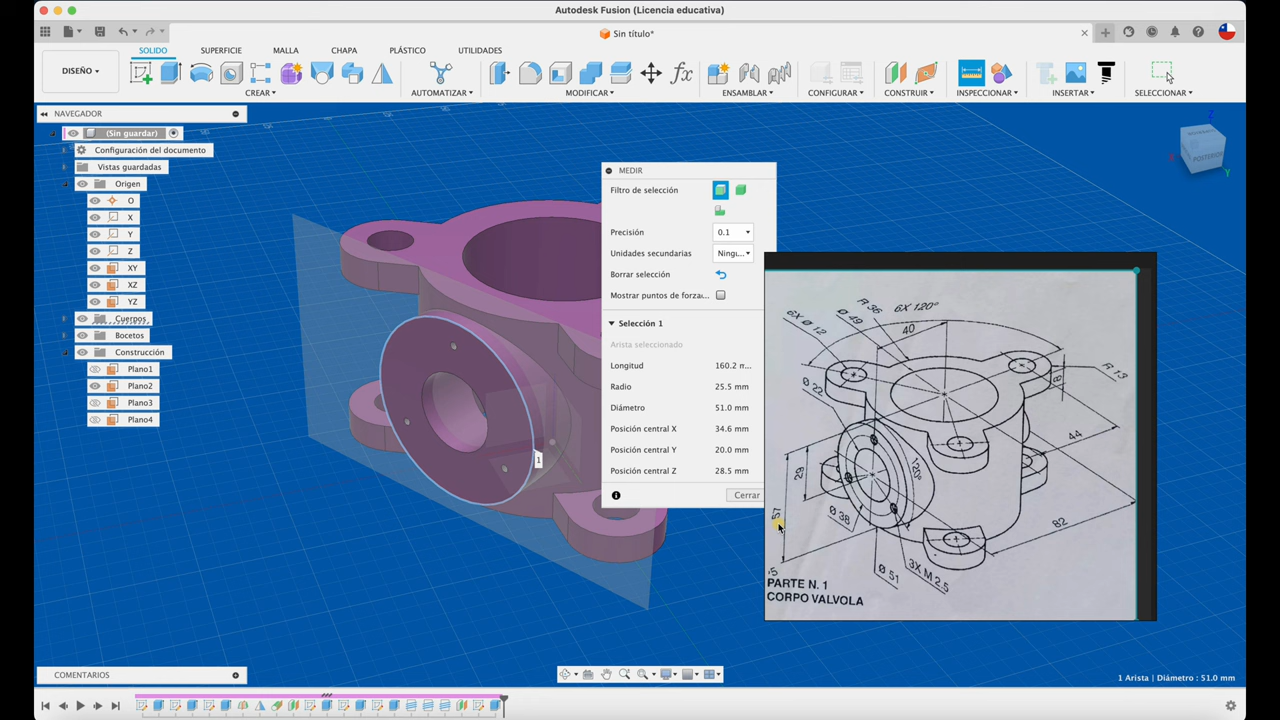 Autodesk Fusion (Licencia educativa)
Sin título*
SOLIDO SUPERFICIE MALLA CHAPA PLÁSTICO UTILIDADES
DISEÑO
CREAR AUTOMATIZAR MODIFICAR ENSAMBLAR CONFIGURAR CONSTRUIR INSPECCIONAR INSERTAR SELECCIONAR
NAVEGADOR
(Sin guardar)
Configuración del documento
Vistas guardadas
Origen
O
X
Y
Z
XY
XZ
YZ
Cuerpos
Bocetos
Construcción
Plano1
Plano2
Plano3
Plano4
Z
POSTERIOR
Y
MEDIR
Filtro de selección
Precisión 0.1
Unidades secundarias Ningu...
Borrar selección
Mostrar puntos de forza...
Selección 1
Arista seleccionado
Longitud 160.2 m...
Radio 25.5 mm
Diámetro 51.0 mm
Posición central X 34.6 mm
Posición central Y 20.0 mm
Posición central Z 28.5 mm
Cerrar
1
6X Ø 12
Ø 49
R 36
6X 120°
40
R 13
8
Ø 22
44
29
120°
57
Ø 38
82
Ø 51
3X M 2.5
PARTE N. 1
CORPO VALVOLA
COMENTARIOS
1 Arista | Diámetro : 51.0 mm